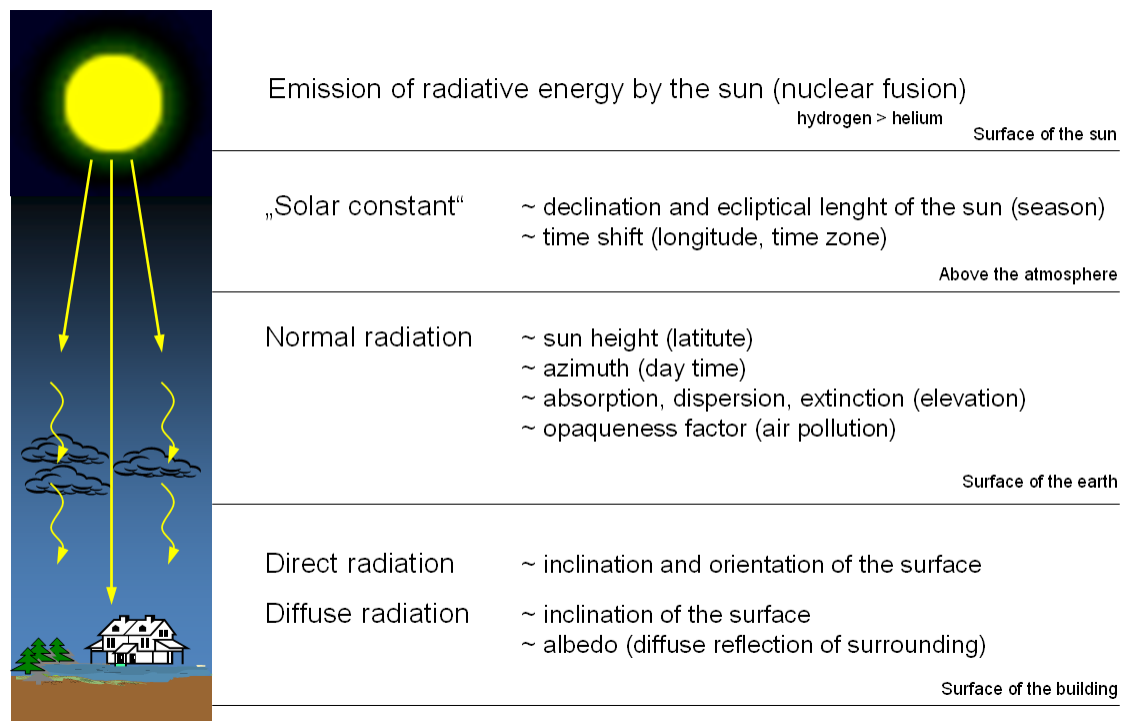 Emission of radiative energy by the sun (nuclear fusion)
hydrogen > helium
Surface of the sun
„Solar constant“
~ declination and ecliptical lenght of the sun (season)
~ time shift (longitude, time zone)
Above the atmosphere
Normal radiation
~ sun height (latitute)
~ azimuth (day time)
~ absorption, dispersion, extinction (elevation)
~ opaqueness factor (air pollution)
Surface of the earth
Direct radiation
~ inclination and orientation of the surface
Diffuse radiation
~ inclination of the surface
~ albedo (diffuse reflection of surrounding)
Surface of the building